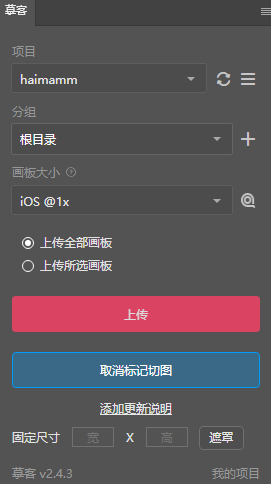 慕客
项目
haimamm
分组
根目录
画板大小 ?
iOS @1x
上传全部画板
上传所选画板
上传
取消标记切图
添加更新说明
固定尺寸 宽 X 高 遮罩
慕客 v2.4.3 我的项目